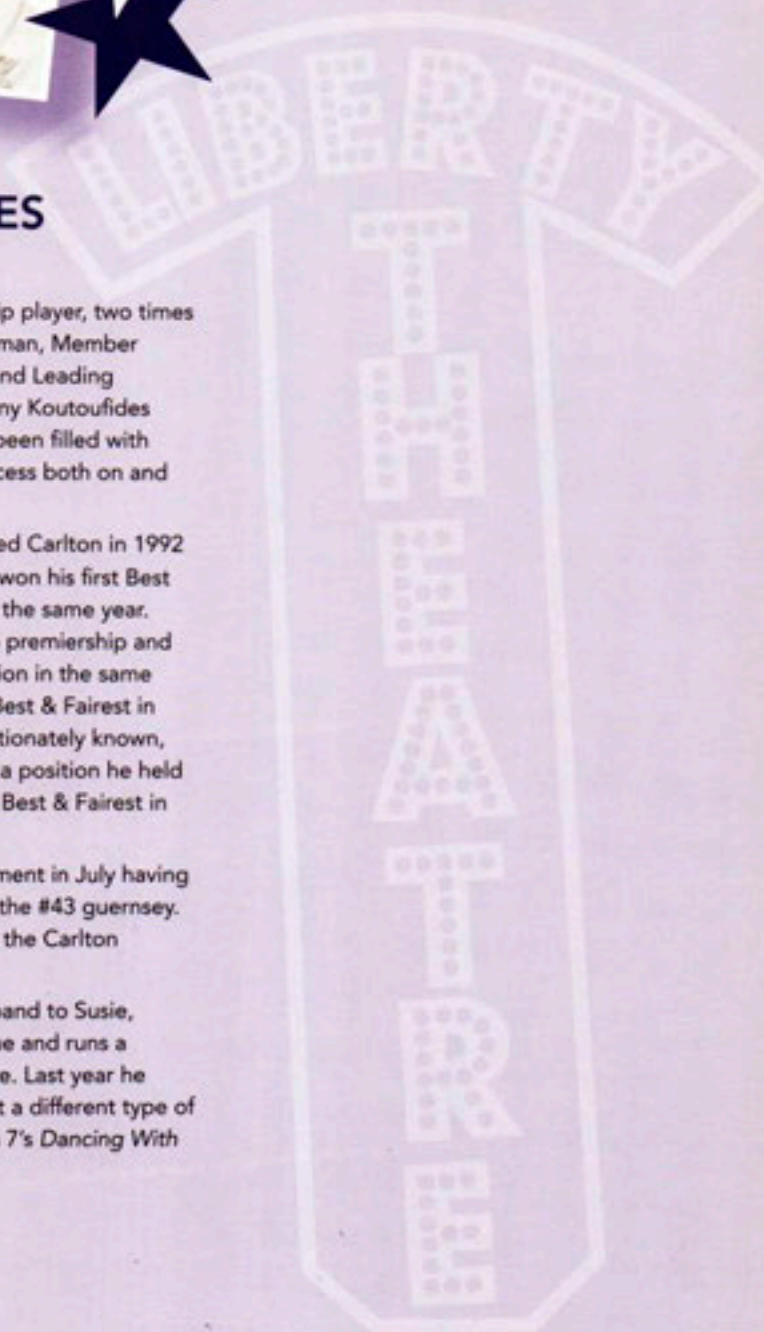 LIBERTY
THEATRE
ES
ip player, two times
man, Member
nd Leading
ny Koutoufides
been filled with
cess both on and
ed Carlton in 1992
won his first Best
the same year.
premiership and
ion in the same
Best & Fairest in
tionately known,
a position he held
Best & Fairest in
ment in July having
the #43 guernsey.
the Carlton
band to Susie,
ne and runs a
e. Last year he
t a different type of
7's Dancing With